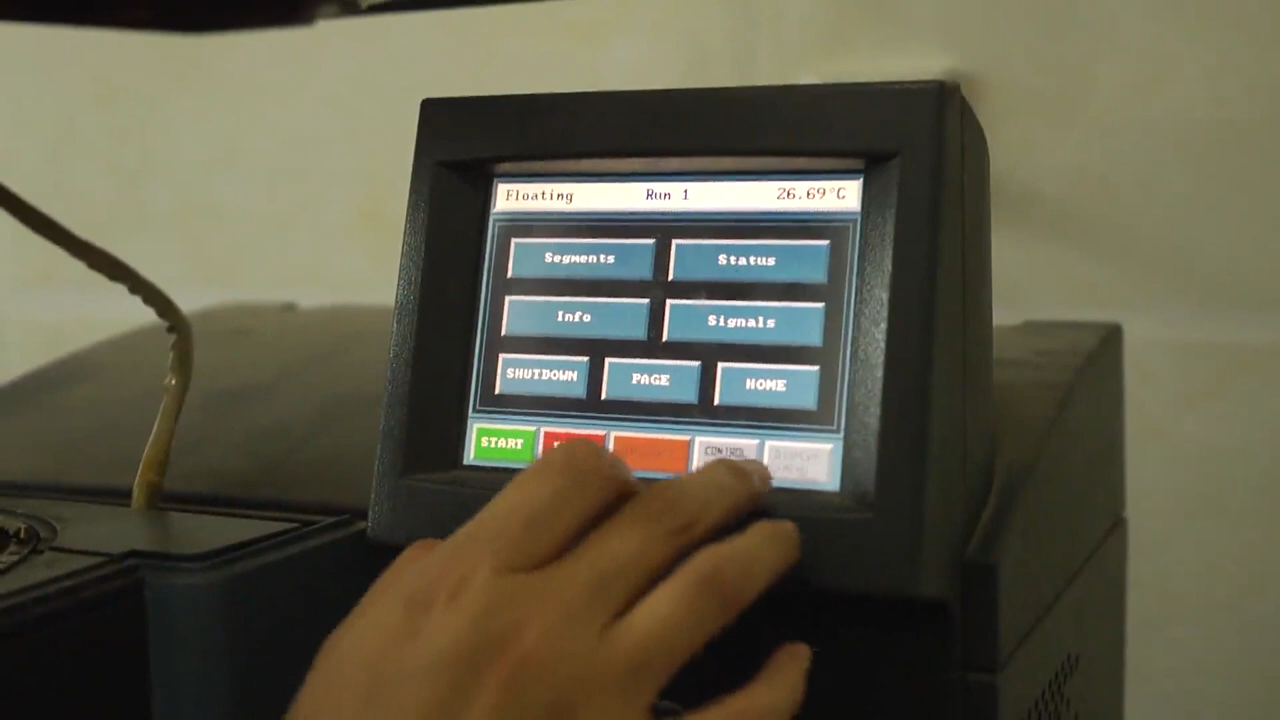 Floating Run 1 26.69°C
Segments Status
Info Signals
SHUTDOWN PAGE HOME
START CONTROL